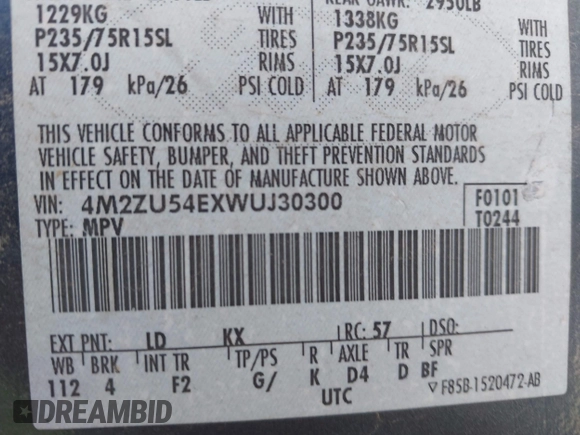 REAR GAWR: 2950LB
1229KG WITH 1338KG WITH
P235/75R15SL TIRES P235/75R15SL TIRES
15X7.0J RIMS 15X7.0J RIMS
AT 179 kPa/26 PSI COLD AT 179 kPa/26 PSI COLD
THIS VEHICLE CONFORMS TO ALL APPLICABLE FEDERAL MOTOR
VEHICLE SAFETY, BUMPER, AND THEFT PREVENTION STANDARDS
IN EFFECT ON THE DATE OF MANUFACTURE SHOWN ABOVE.
VIN: 4M2ZU54EXWUJ30300 F0101
TYPE: MPV T0244
EXT PNT: LD KX RC: 57 DSO:
WB BRK INT TR TP/PS R AXLE TR SPR
112 4 F2 G/ K D4 D BF
UTC ▽F85B-1520472-AB
DREAMBID